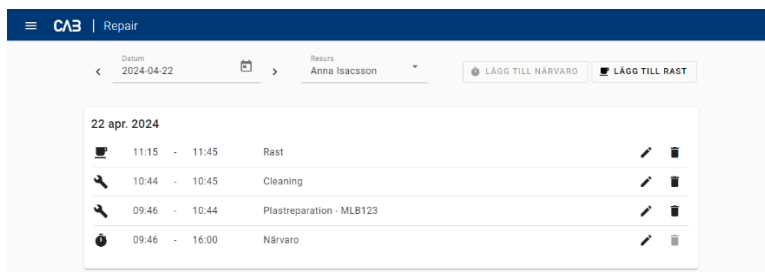 CAB | Repair
Datum
2024-04-22
Resurs
Anna Isacsson
LÄGG TILL NÄRVARO
LÄGG TILL RAST
22 apr. 2024
11:15 - 11:45 Rast
10:44 - 10:45 Cleaning
09:46 - 10:44 Plastreparation - MLB123
09:46 - 16:00 Närvaro